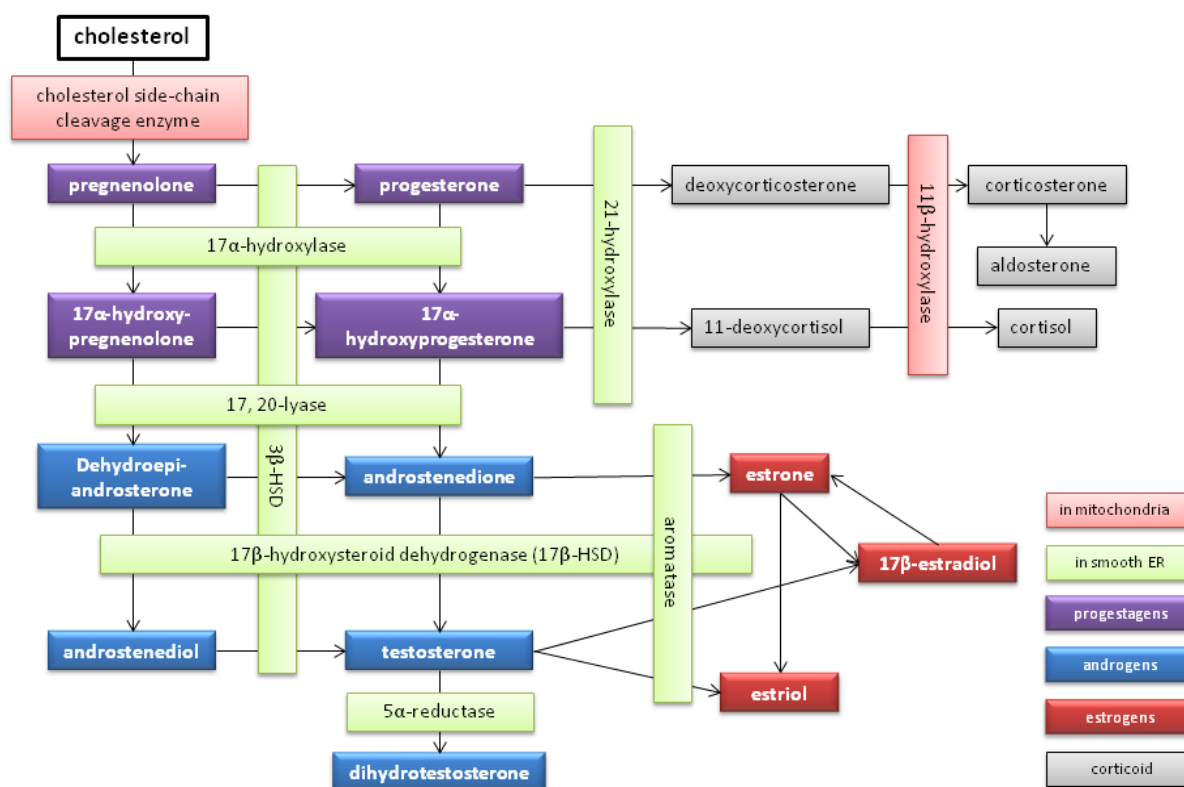 cholesterol
cholesterol side-chain
cleavage enzyme
pregnenolone
progesterone
deoxycorticosterone
corticosterone
17α-hydroxylase
21-hydroxylase
11β-hydroxylase
aldosterone
17α-hydroxy-
pregnenolone
17α-
hydroxyprogesterone
11-deoxycortisol
cortisol
17, 20-lyase
3β-HSD
Dehydroepi-
androsterone
androstenedione
estrone
aromatase
17β-hydroxysteroid dehydrogenase (17β-HSD)
17β-estradiol
androstenediol
testosterone
estriol
5α-reductase
dihydrotestosterone
in mitochondria
in smooth ER
progestagens
androgens
estrogens
corticoid